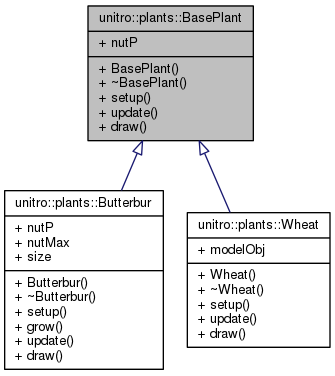 unitro::plants::BasePlant
+ nutP
+ BasePlant()
+ ~BasePlant()
+ setup()
+ update()
+ draw()
unitro::plants::Butterbur
+ nutP
+ nutMax
+ size
+ Butterbur()
+ ~Butterbur()
+ setup()
+ grow()
+ update()
+ draw()
unitro::plants::Wheat
+ modelObj
+ Wheat()
+ ~Wheat()
+ setup()
+ update()
+ draw()